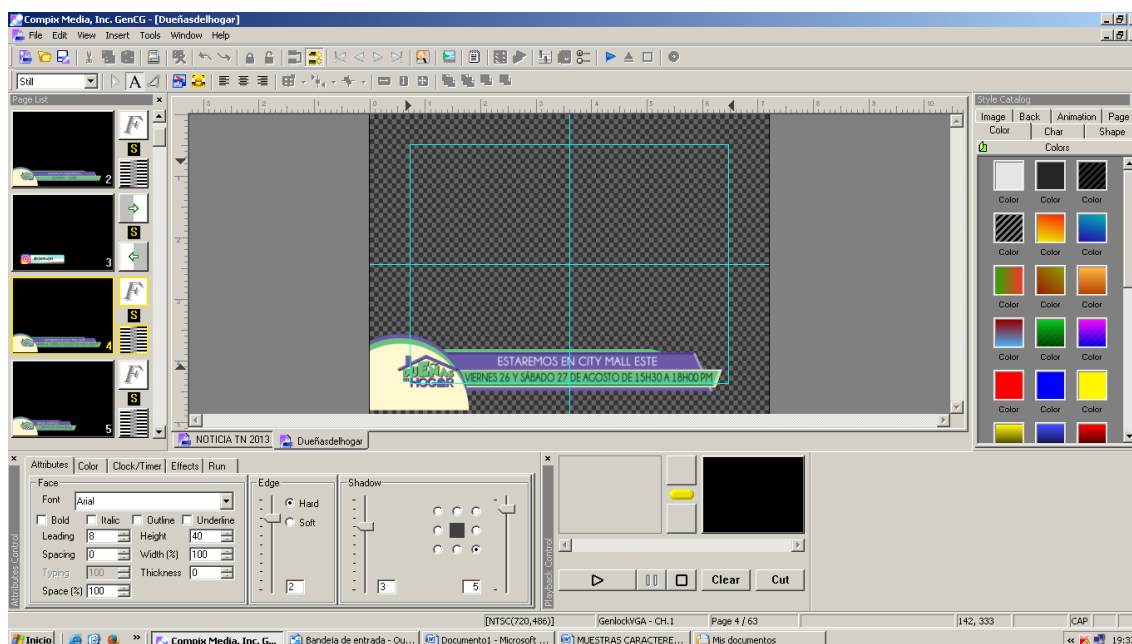 Compix Media, Inc. GenCG - [Dueñasdelhogar]
File Edit View Insert Tools Window Help
Still
Page List
Style Catalog
Image Back Animation Page
Color Char Shape
Colors
F
S
2
Color Color Color
S
3
Color Color Color
F
S
4
Color Color Color
F
S
5
Color Color Color
ESTAREMOS EN CITY MALL ESTE
DUEÑAS DEL HOGAR
VIERNES 26 Y SÁBADO 27 DE AGOSTO DE 15H30 A 18H00 PM
Color Color Color
NOTICIA TN 2013 Dueñasdelhogar
Attributes Color Clock/Timer Effects Run
Face
Edge
Shadow
Font Arial
Hard
Bold Italic Outline Underline
Soft
Leading 8 Height 40
Spacing 0 Width (%) 100
Typing 100 Thickness 0
Space (%) 100
2
3
5
Attributes Control
Playback Control
Clear Cut
[NTSC(720,486)] GenlockVGA - CH.1 Page 4 / 63 142, 333 CAP
Inicio
Compix Media, Inc. G...
Bandeja de entrada - Ou...
Documento1 - Microsoft ...
MUESTRAS CARACTERE...
Mis documentos